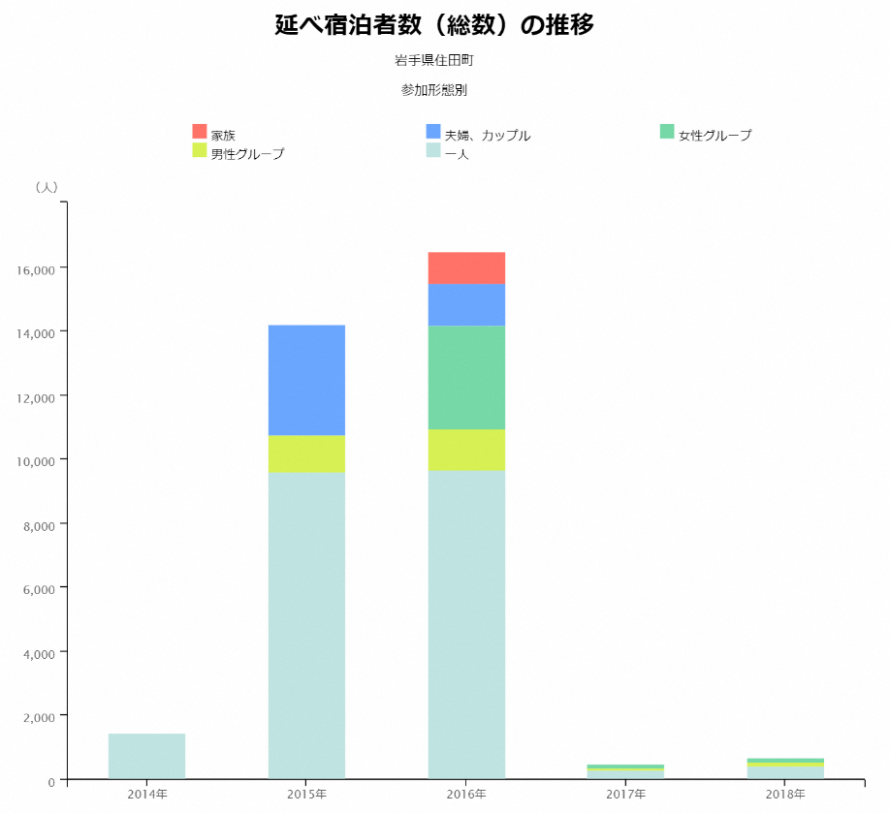 延べ宿泊者数（総数）の推移
岩手県住田町
参加形態別
家族
夫婦、カップル
女性グループ
男性グループ
一人
（人）
16,000
14,000
12,000
10,000
8,000
6,000
4,000
2,000
0
2014年
2015年
2016年
2017年
2018年